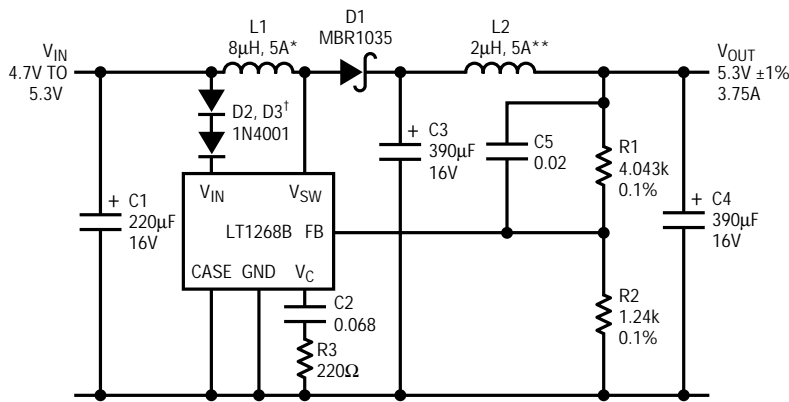 V_IN
4.7V TO
5.3V
L1
8µH, 5A*
D1
MBR1035
L2
2µH, 5A**
V_OUT
5.3V ±1%
3.75A
D2, D3†
1N4001
+
C1
220µF
16V
V_IN
V_SW
LT1268B
FB
CASE
GND
V_C
C2
0.068
R3
220Ω
+
C3
390µF
16V
C5
0.02
R1
4.043k
0.1%
R2
1.24k
0.1%
+
C4
390µF
16V